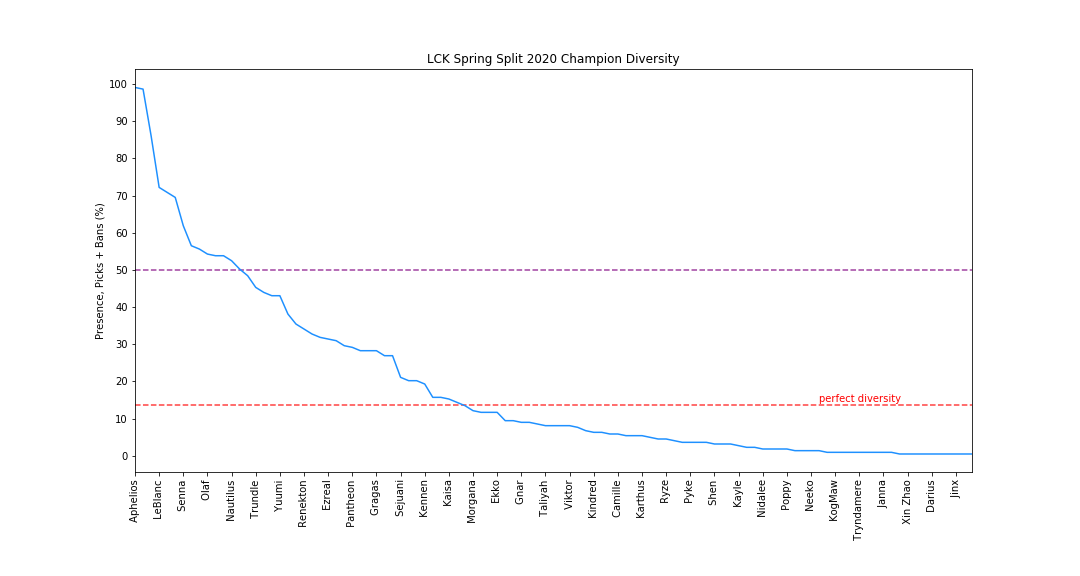 LCK Spring Split 2020 Champion Diversity
Presence, Picks + Bans (%)
100
90
80
70
60
50
40
30
20
10
0
perfect diversity
Aphelios
LeBlanc
Senna
Olaf
Nautilus
Trundle
Yuumi
Renekton
Ezreal
Pantheon
Gragas
Sejuani
Kennen
Kaisa
Morgana
Ekko
Gnar
Taliyah
Viktor
Kindred
Camille
Karthus
Ryze
Pyke
Shen
Kayle
Nidalee
Poppy
Neeko
KogMaw
Tryndamere
Janna
Xin Zhao
Darius
Jinx